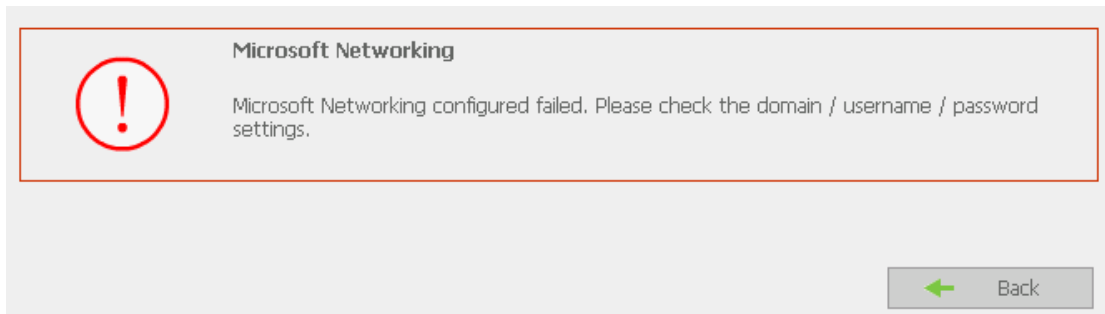 Microsoft Networking
Microsoft Networking configured failed. Please check the domain / username / password
settings.
Back